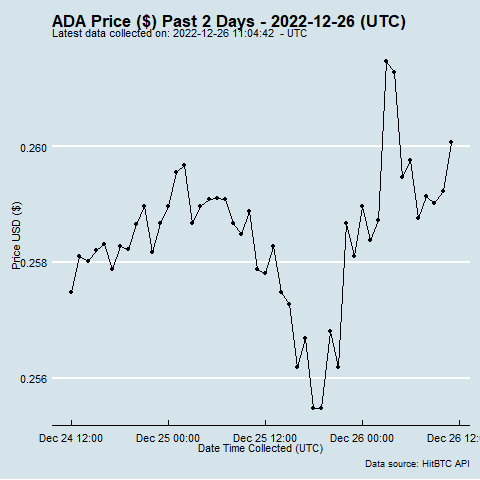 ADA Price ($) Past 2 Days - 2022-12-26 (UTC)
Latest data collected on: 2022-12-26 11:04:42 - UTC
Price USD ($)
0.260
0.258
0.256
Dec 24 12:00 Dec 25 00:00 Dec 25 12:00 Dec 26 00:00 Dec 26 12:0
Date Time Collected (UTC)
Data source: HitBTC API